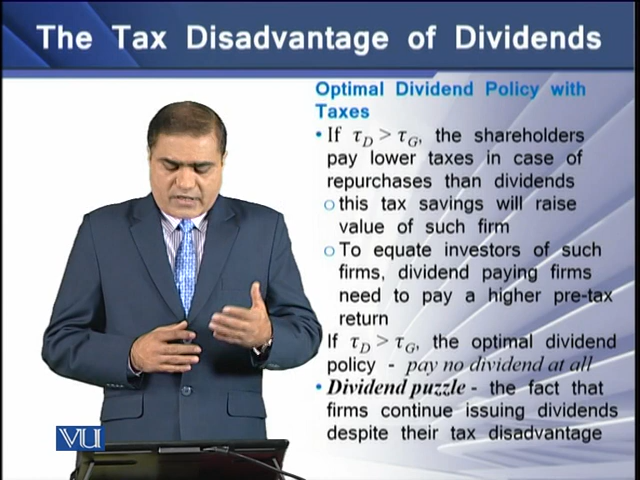 The Tax Disadvantage of Dividends
Optimal Dividend Policy with
Taxes
• If τD > τG, the shareholders
pay lower taxes in case of
repurchases than dividends
o this tax savings will raise
value of such firm
o To equate investors of such
firms, dividend paying firms
need to pay a higher pre-tax
return
If τD > τG, the optimal dividend
policy - pay no dividend at all
• Dividend puzzle - the fact that
firms continue issuing dividends
despite their tax disadvantage
VU